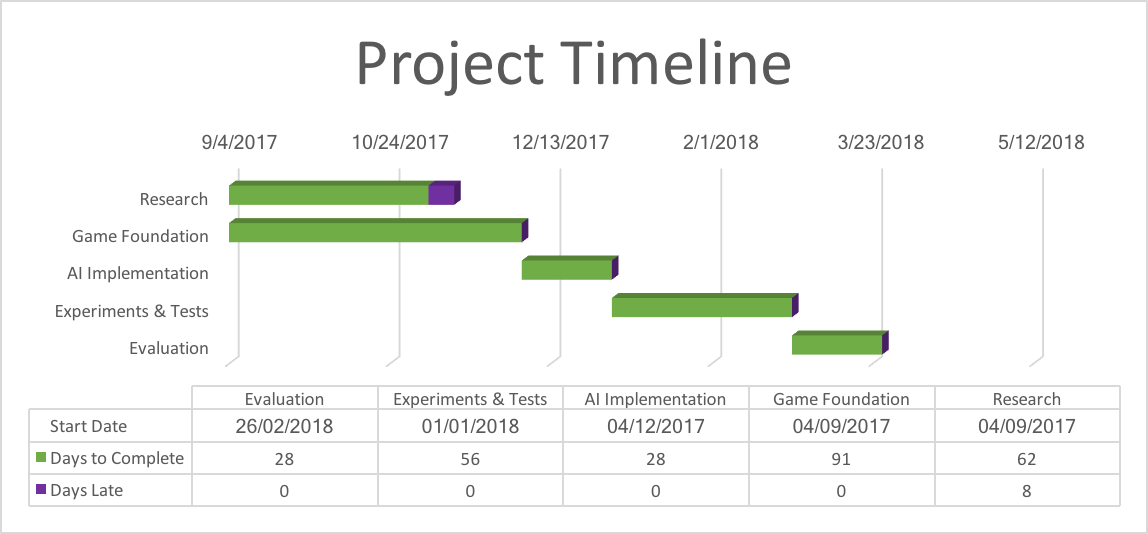 Project Timeline
9/4/2017 10/24/2017 12/13/2017 2/1/2018 3/23/2018 5/12/2018
Research
Game Foundation
AI Implementation
Experiments & Tests
Evaluation
Evaluation Experiments & Tests AI Implementation Game Foundation Research
Start Date 26/02/2018 01/01/2018 04/12/2017 04/09/2017 04/09/2017
Days to Complete 28 56 28 91 62
Days Late 0 0 0 0 8